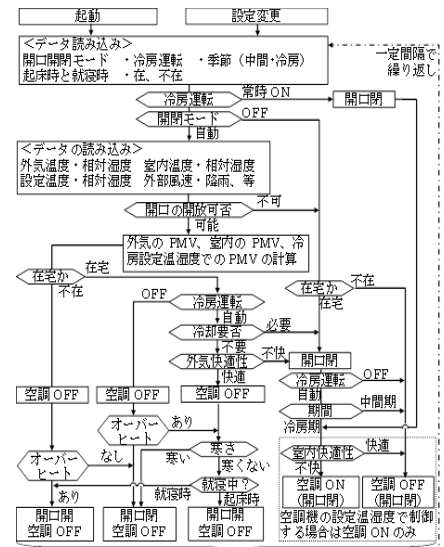 起動
設定変更
<データ読み込み>
開口開閉モード ・冷房運転 ・季節（中間・冷房）
起床時と就寝時 ・在、不在
一定間隔で
繰り返し
冷房運転
常時ON
開口閉
開閉モード
OFF
自動
<データの読み込み>
外気温度・相対湿度 室内温度・相対湿度
設定温度・相対湿度 外部風速・降雨、等
開口の開放可否
不可
可能
外気の PMV、室内の PMV、冷
房設定温湿度での PMV の計算
在宅か
在宅
不在
OFF
冷房運転
自動
在宅か
不在
在宅
冷却要否
必要
不要
外気快適性
不快
開口閉
快適
冷房運転
OFF
自動
空調 OFF
空調 OFF
空調 OFF
期間
中間期
冷房期
オーバー
ヒート
あり
寒さ
室内快適性
快適
不快
オーバー
ヒート
なし
寒い
寒くない
あり
就寝中？
就寝時
起床時
空調 ON
(開口閉)
空調 OFF
(開口閉)
開口開
空調 OFF
開口閉
空調 OFF
開口開
空調 OFF
空調機の設定温湿度で制御
する場合は空調 ON のみ